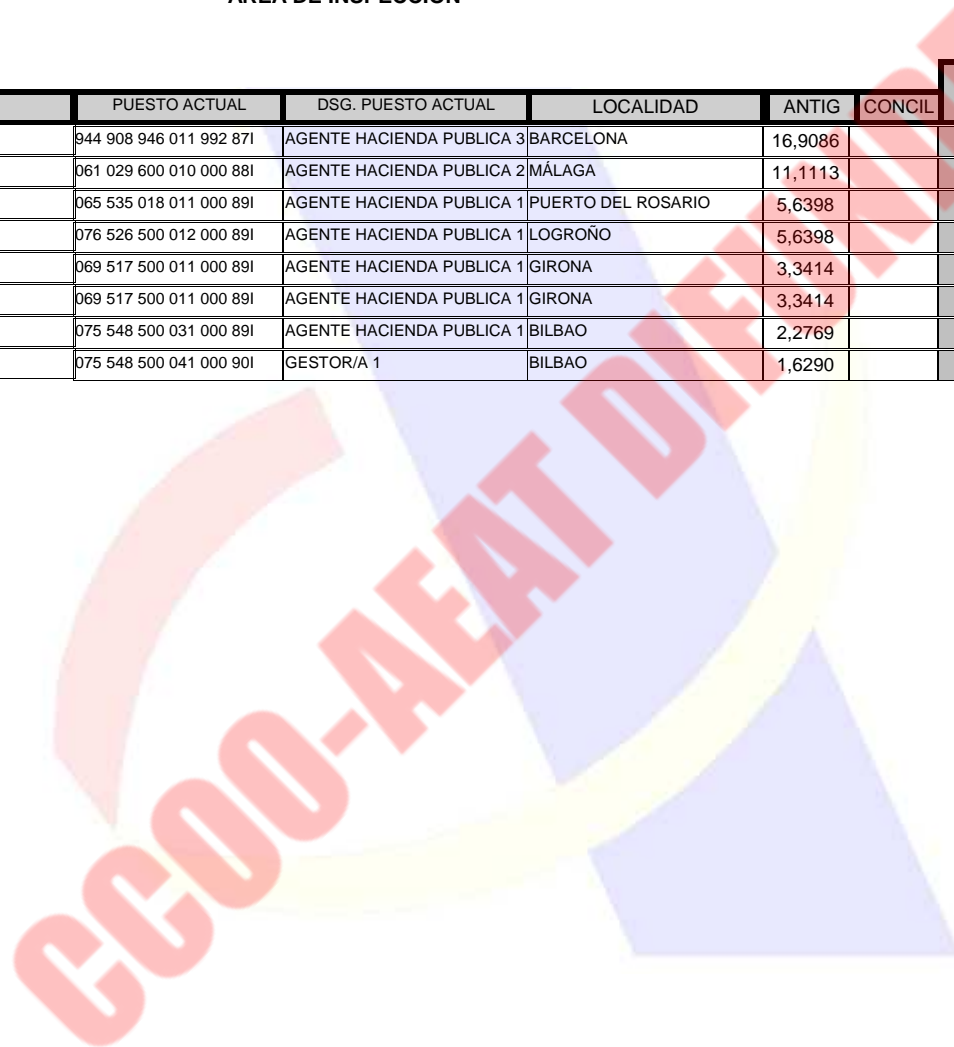 PUESTO ACTUAL DSG. PUESTO ACTUAL LOCALIDAD ANTIG CONCIL
944 908 946 011 992 87I AGENTE HACIENDA PUBLICA 3 BARCELONA 16,9086
061 029 600 010 000 88I AGENTE HACIENDA PUBLICA 2 MÁLAGA 11,1113
065 535 018 011 000 89I AGENTE HACIENDA PUBLICA 1 PUERTO DEL ROSARIO 5,6398
076 526 500 012 000 89I AGENTE HACIENDA PUBLICA 1 LOGROÑO 5,6398
069 517 500 011 000 89I AGENTE HACIENDA PUBLICA 1 GIRONA 3,3414
069 517 500 011 000 89I AGENTE HACIENDA PUBLICA 1 GIRONA 3,3414
075 548 500 031 000 89I AGENTE HACIENDA PUBLICA 1 BILBAO 2,2769
075 548 500 041 000 90I GESTOR/A 1 BILBAO 1,6290
CCOO-AEAT DIFUND